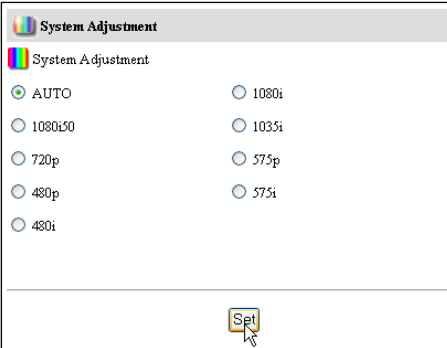 System Adjustment
System Adjustment
AUTO 1080i
1080i50 1035i
720p 575p
480p 575i
480i
Set